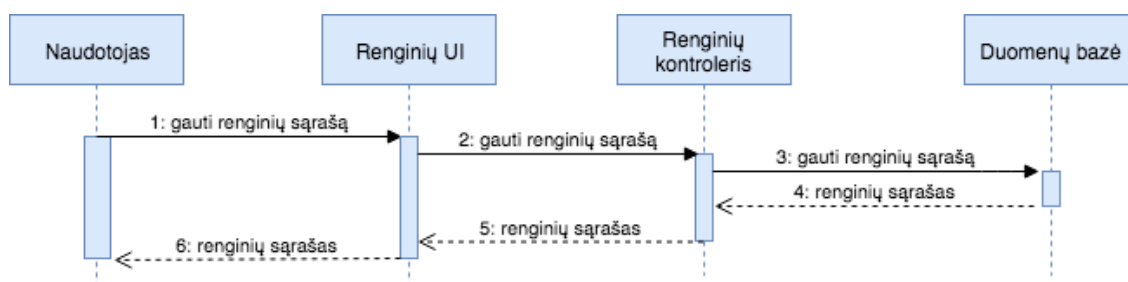 Naudotojas
Renginių UI
Renginių
kontroleris
Duomenų bazė
1: gauti renginių sąrašą
2: gauti renginių sąrašą
3: gauti renginių sąrašą
4: renginių sąrašas
5: renginių sąrašas
6: renginių sąrašas